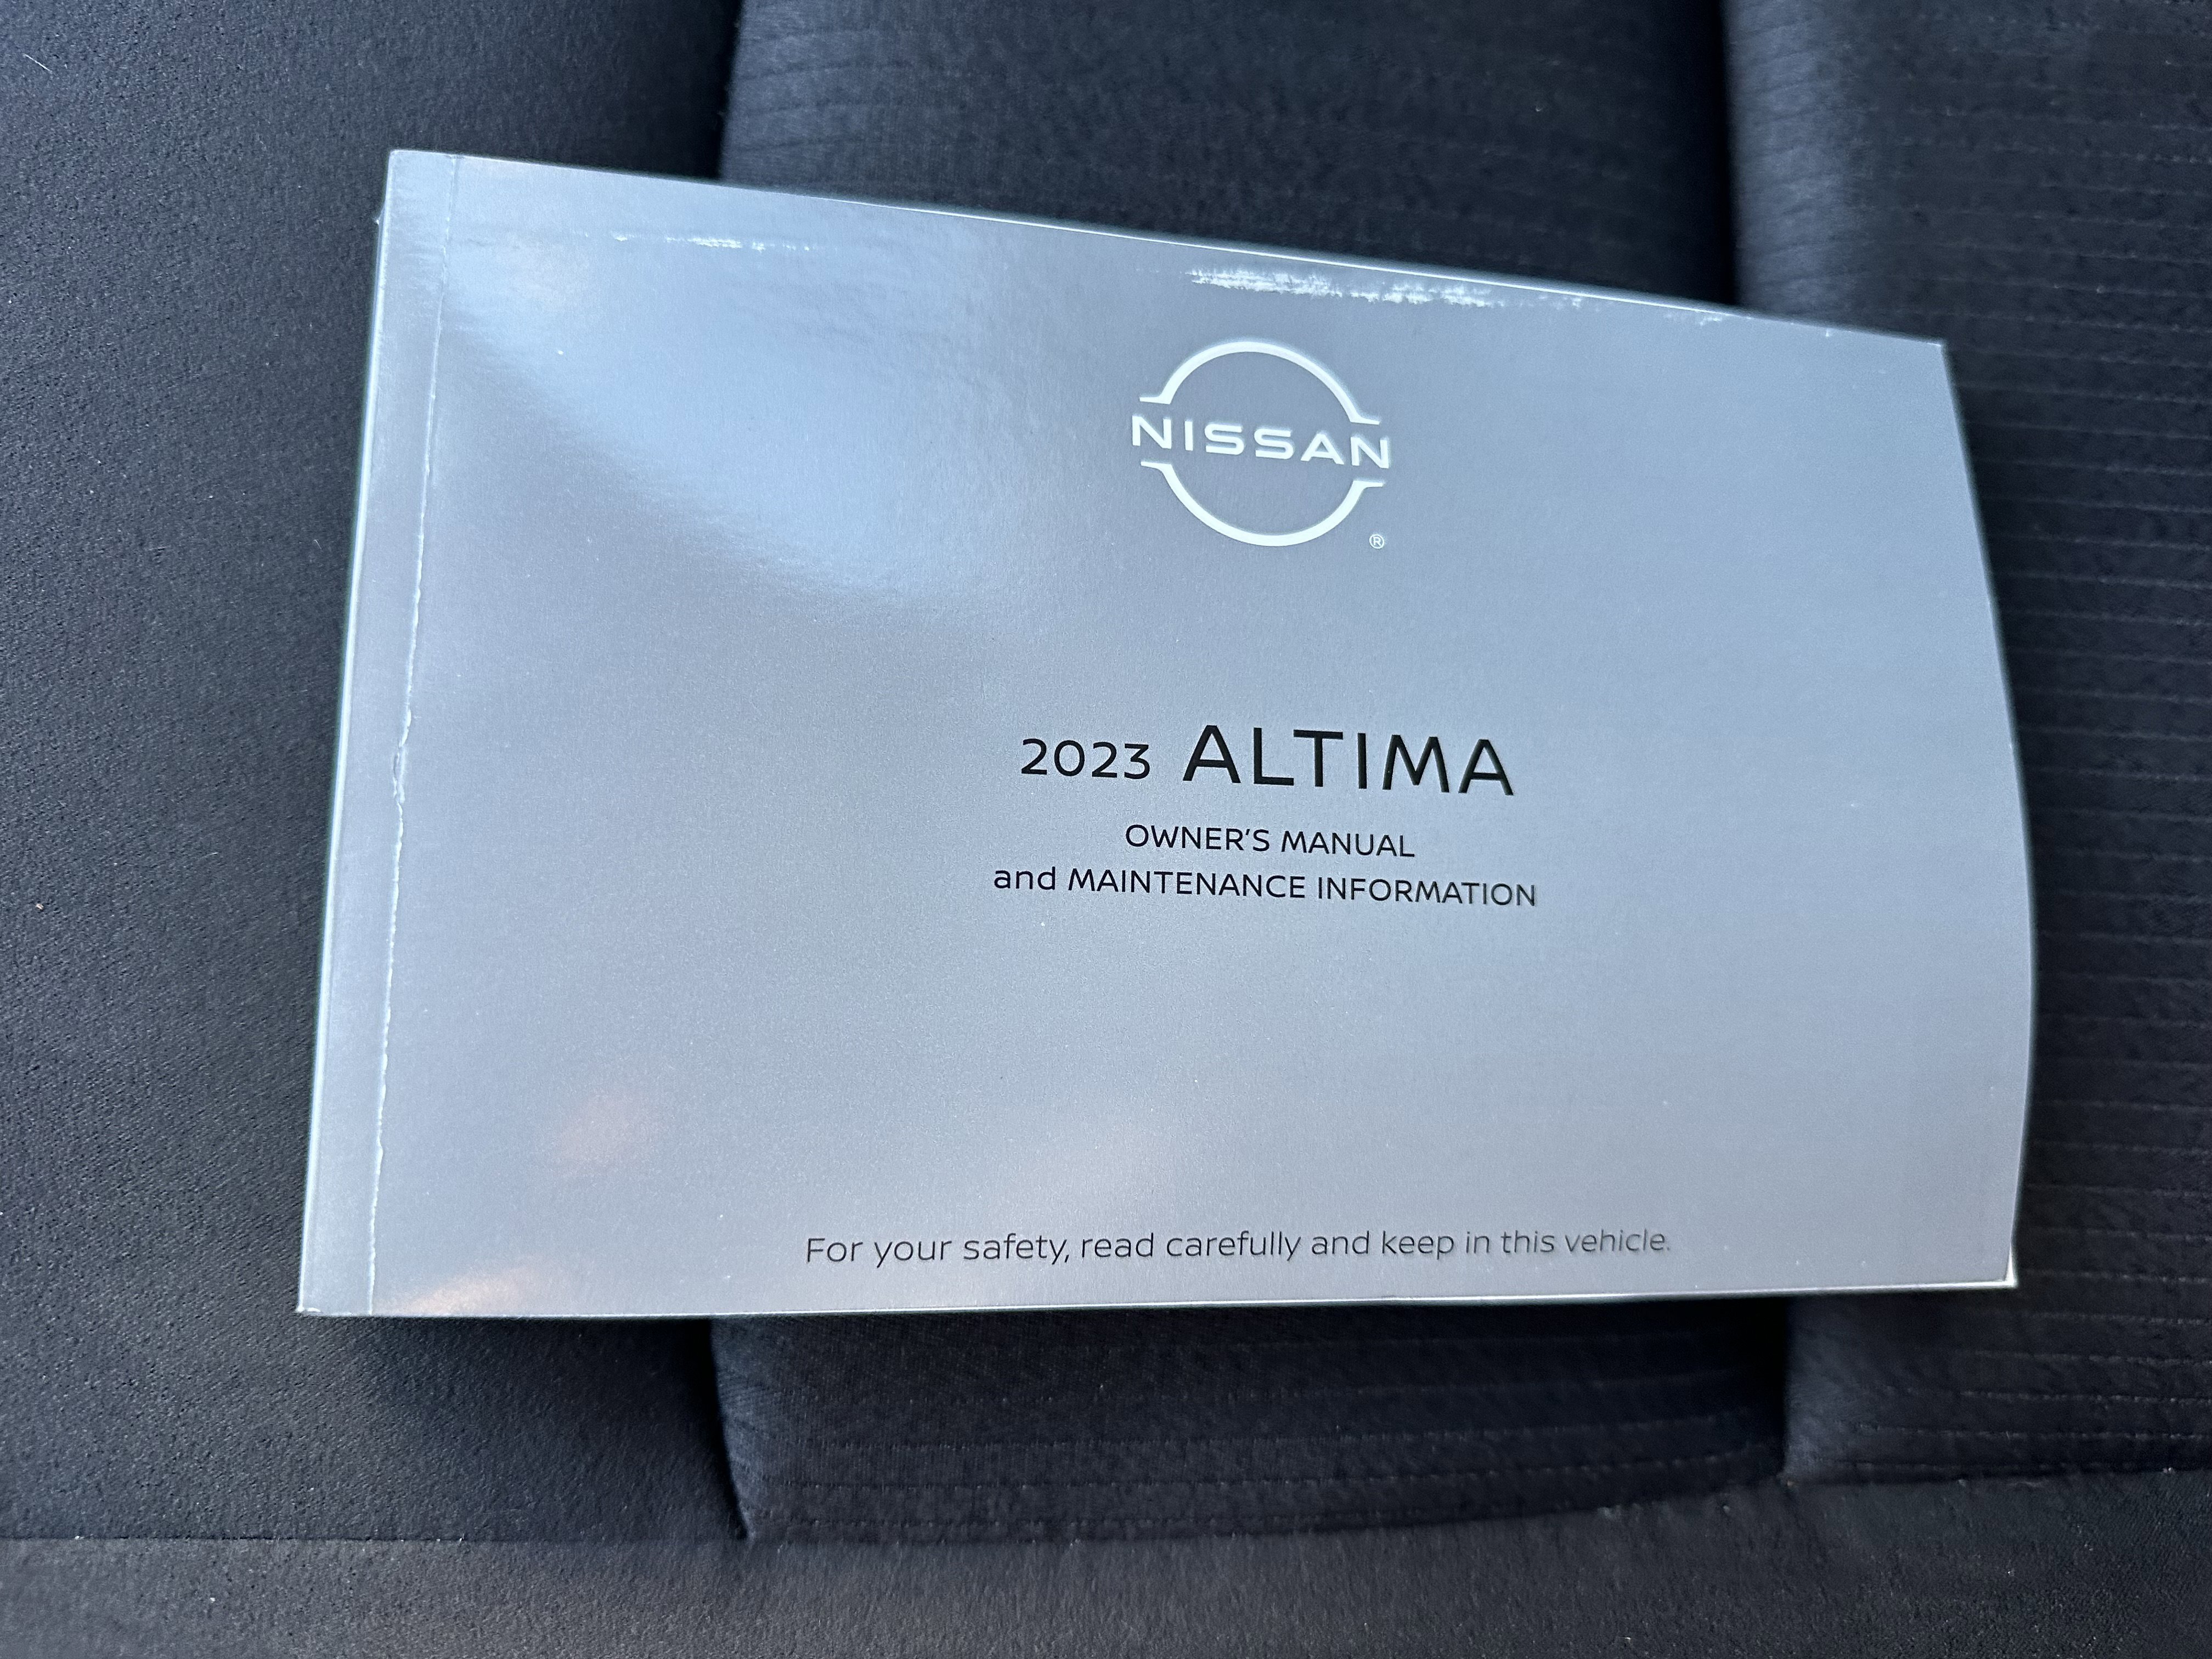 NISSAN
®
2023 ALTIMA
OWNER'S MANUAL
and MAINTENANCE INFORMATION
For your safety, read carefully and keep in this vehicle.